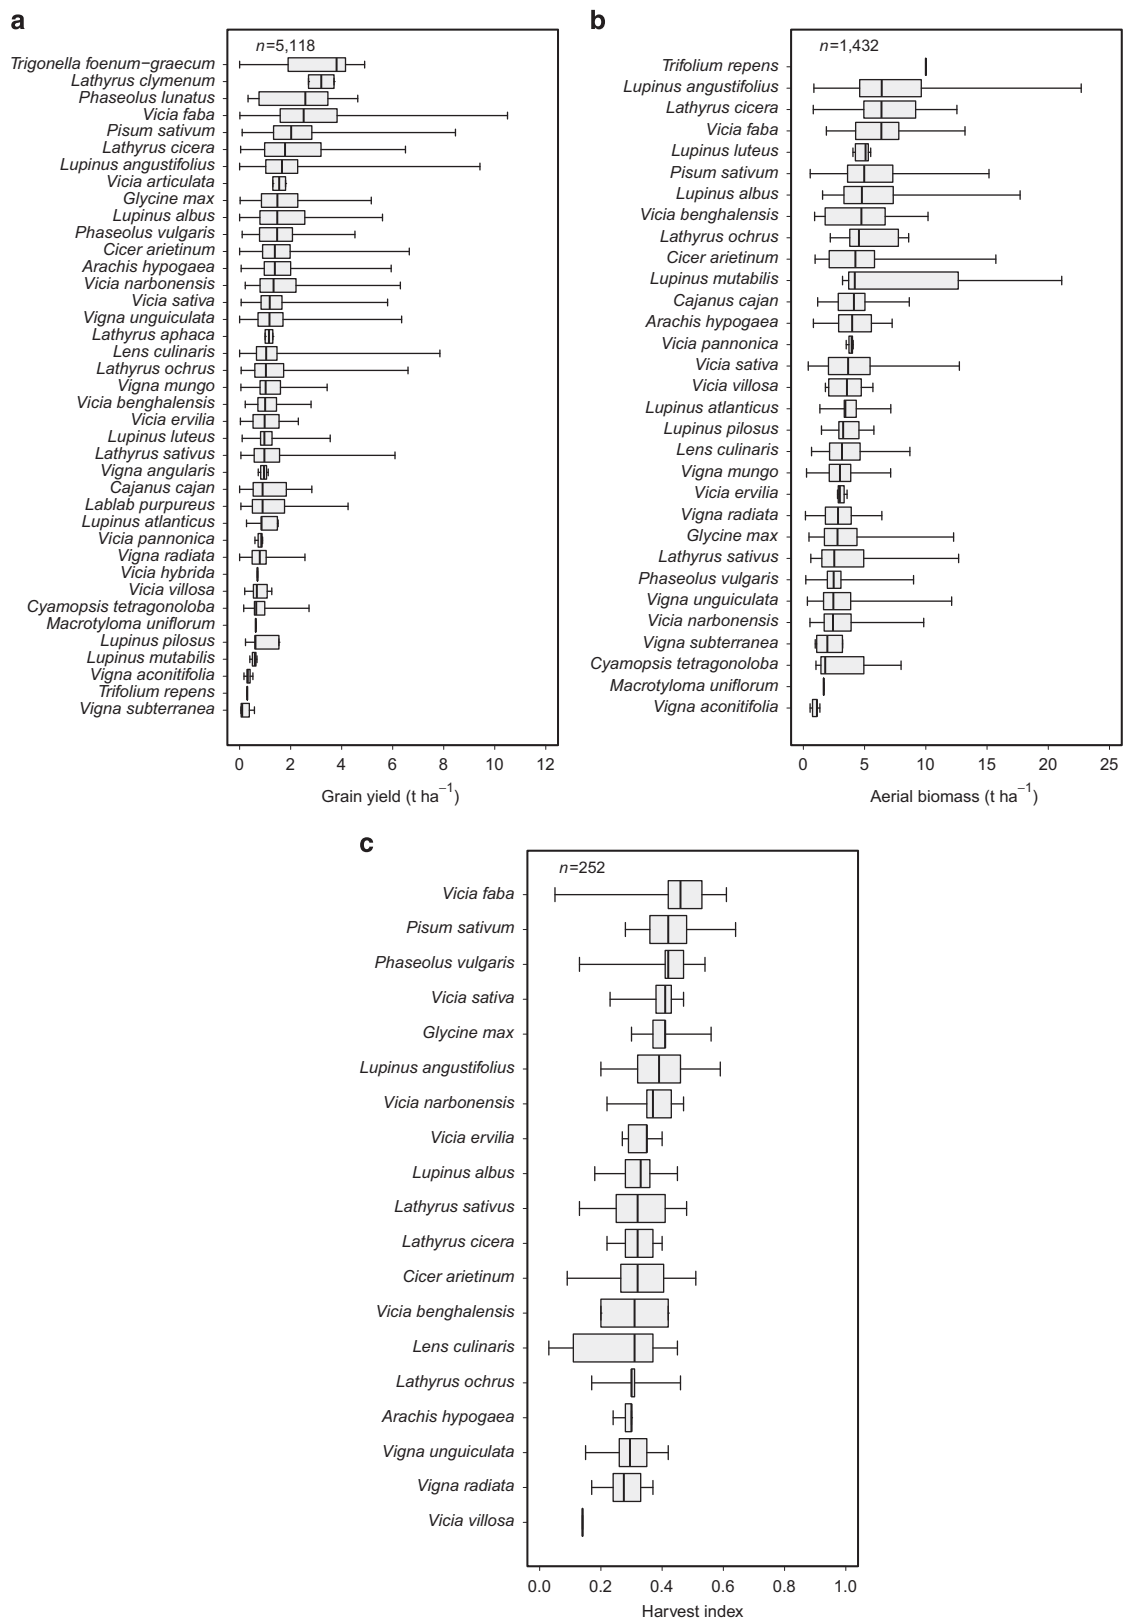 a
n=5,118
Trigonella foenum−graecum
Lathyrus clymenum
Phaseolus lunatus
Vicia faba
Pisum sativum
Lathyrus cicera
Lupinus angustifolius
Vicia articulata
Glycine max
Lupinus albus
Phaseolus vulgaris
Cicer arietinum
Arachis hypogaea
Vicia narbonensis
Vicia sativa
Vigna unguiculata
Lathyrus aphaca
Lens culinaris
Lathyrus ochrus
Vigna mungo
Vicia benghalensis
Vicia ervilia
Lupinus luteus
Lathyrus sativus
Vigna angularis
Cajanus cajan
Lablab purpureus
Lupinus atlanticus
Vicia pannonica
Vigna radiata
Vicia hybrida
Vicia villosa
Cyamopsis tetragonoloba
Macrotyloma uniflorum
Lupinus pilosus
Lupinus mutabilis
Vigna aconitifolia
Trifolium repens
Vigna subterranea
0 2 4 6 8 10 12
Grain yield (t ha−1)
b
n=1,432
Trifolium repens
Lupinus angustifolius
Lathyrus cicera
Vicia faba
Lupinus luteus
Pisum sativum
Lupinus albus
Vicia benghalensis
Lathyrus ochrus
Cicer arietinum
Lupinus mutabilis
Cajanus cajan
Arachis hypogaea
Vicia pannonica
Vicia sativa
Vicia villosa
Lupinus atlanticus
Lupinus pilosus
Lens culinaris
Vigna mungo
Vicia ervilia
Vigna radiata
Glycine max
Lathyrus sativus
Phaseolus vulgaris
Vigna unguiculata
Vicia narbonensis
Vigna subterranea
Cyamopsis tetragonoloba
Macrotyloma uniflorum
Vigna aconitifolia
0 5 10 15 20 25
Aerial biomass (t ha−1)
c
n=252
Vicia faba
Pisum sativum
Phaseolus vulgaris
Vicia sativa
Glycine max
Lupinus angustifolius
Vicia narbonensis
Vicia ervilia
Lupinus albus
Lathyrus sativus
Lathyrus cicera
Cicer arietinum
Vicia benghalensis
Lens culinaris
Lathyrus ochrus
Arachis hypogaea
Vigna unguiculata
Vigna radiata
Vicia villosa
0.0 0.2 0.4 0.6 0.8 1.0
Harvest index